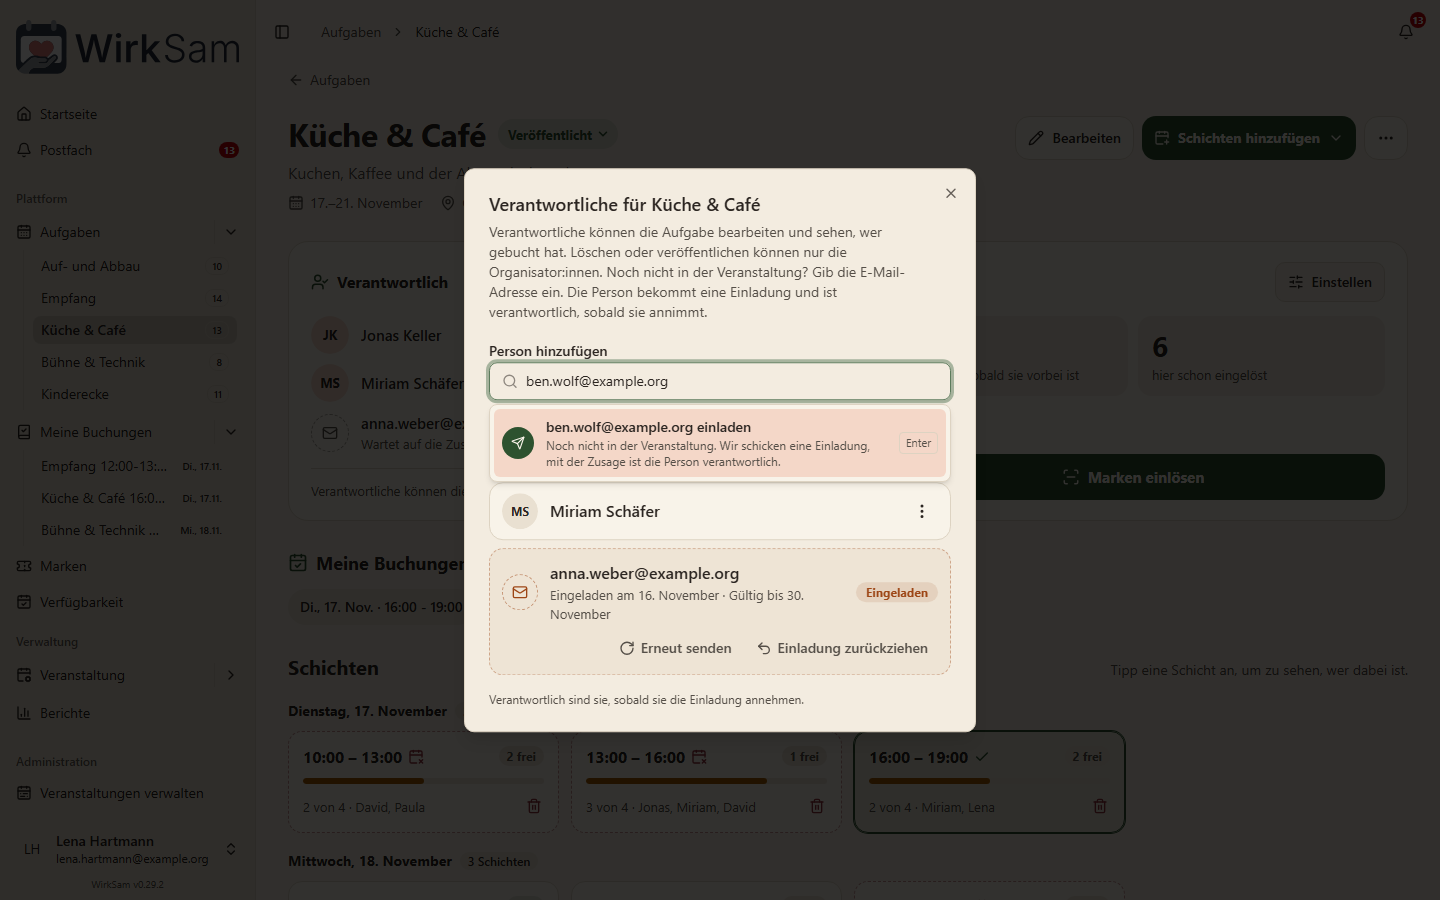 WirkSam
Startseite
Postfach
13
Plattform
Aufgaben
Auf- und Abbau
10
Empfang
14
Küche & Café
13
Bühne & Technik
8
Kinderecke
11
Meine Buchungen
Empfang 12:00-13:...
Di., 17.11.
Küche & Café 16:0...
Di., 17.11.
Bühne & Technik ...
Mi., 18.11.
Marken
Verfügbarkeit
Verwaltung
Veranstaltung
Berichte
Administration
Veranstaltungen verwalten
LH
Lena Hartmann
lena.hartmann@example.org
WirkSam v0.29.2
Aufgaben
Küche & Café
13
Aufgaben
Küche & Café
Veröffentlicht
Bearbeiten
Schichten hinzufügen
Kuchen, Kaffee und der
17.–21. November
Verantwortlich
Einstellen
JK
Jonas Keller
MS
Miriam Schäfer
anna.weber@e
Wartet auf die Zus
Verantwortliche können die
sobald sie vorbei ist
6
hier schon eingelöst
Marken einlösen
Verantwortliche für Küche & Café
Verantwortliche können die Aufgabe bearbeiten und sehen, wer
gebucht hat. Löschen oder veröffentlichen können nur die
Organisator:innen. Noch nicht in der Veranstaltung? Gib die E-Mail-
Adresse ein. Die Person bekommt eine Einladung und ist
verantwortlich, sobald sie annimmt.
Person hinzufügen
ben.wolf@example.org
ben.wolf@example.org einladen
Noch nicht in der Veranstaltung. Wir schicken eine Einladung,
mit der Zusage ist die Person verantwortlich.
Enter
MS
Miriam Schäfer
anna.weber@example.org
Eingeladen am 16. November · Gültig bis 30.
November
Eingeladen
Erneut senden
Einladung zurückziehen
Verantwortlich sind sie, sobald sie die Einladung annehmen.
Meine Buchungen
Di., 17. Nov. · 16:00 - 19:00
Schichten
Tipp eine Schicht an, um zu sehen, wer dabei ist.
Dienstag, 17. November
10:00 – 13:00
2 frei
2 von 4 · David, Paula
13:00 – 16:00
1 frei
3 von 4 · Jonas, Miriam, David
16:00 – 19:00
2 frei
2 von 4 · Miriam, Lena
Mittwoch, 18. November
3 Schichten